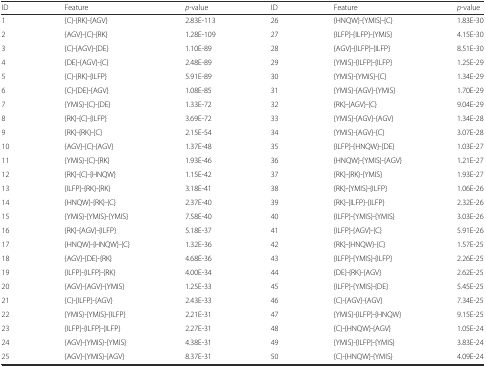 ID Feature p-value ID Feature p-value
1 {C}-{RK}-{AGV} 2.83E-113 26 {HNQW}-{YMIS}-{C} 1.83E-30
2 {AGV}-{C}-{RK} 1.28E-109 27 {ILFP}-{ILFP}-{YMIS} 4.15E-30
3 {C}-{AGV}-{DE} 1.10E-89 28 {AGV}-{ILFP}-{ILFP} 8.51E-30
4 {DE}-{AGV}-{C} 2.48E-89 29 {YMIS}-{ILFP}-{ILFP} 1.25E-29
5 {C}-{RK}-{ILFP} 5.91E-89 30 {YMIS}-{YMIS}-{C} 1.34E-29
6 {C}-{DE}-{AGV} 1.08E-85 31 {YMIS}-{AGV}-{YMIS} 1.70E-29
7 {YMIS}-{C}-{DE} 1.33E-72 32 {RK}-{AGV}-{C} 9.04E-29
8 {RK}-{C}-{ILFP} 3.69E-72 33 {YMIS}-{AGV}-{AGV} 1.34E-28
9 {RK}-{RK}-{C} 2.15E-54 34 {YMIS}-{AGV}-{C} 3.07E-28
10 {AGV}-{C}-{AGV} 1.37E-48 35 {ILFP}-{HNQW}-{DE} 1.03E-27
11 {YMIS}-{C}-{RK} 1.93E-46 36 {HNQW}-{YMIS}-{AGV} 1.21E-27
12 {RK}-{C}-{HNQW} 1.15E-42 37 {RK}-{RK}-{YMIS} 1.93E-27
13 {ILFP}-{RK}-{RK} 3.18E-41 38 {RK}-{YMIS}-{ILFP} 1.06E-26
14 {HNQW}-{RK}-{C} 2.37E-40 39 {RK}-{ILFP}-{ILFP} 2.32E-26
15 {YMIS}-{YMIS}-{YMIS} 7.58E-40 40 {ILFP}-{YMIS}-{YMIS} 3.03E-26
16 {RK}-{AGV}-{ILFP} 5.18E-37 41 {ILFP}-{AGV}-{C} 5.91E-26
17 {HNQW}-{HNQW}-{C} 1.32E-36 42 {RK}-{HNQW}-{C} 1.57E-25
18 {AGV}-{DE}-{RK} 4.68E-36 43 {ILFP}-{YMIS}-{ILFP} 2.26E-25
19 {ILFP}-{ILFP}-{RK} 4.00E-34 44 {DE}-{RK}-{AGV} 2.62E-25
20 {AGV}-{AGV}-{YMIS} 1.25E-33 45 {ILFP}-{YMIS}-{DE} 5.45E-25
21 {C}-{ILFP}-{AGV} 2.43E-33 46 {C}-{AGV}-{AGV} 7.34E-25
22 {YMIS}-{YMIS}-{ILFP} 2.21E-31 47 {YMIS}-{ILFP}-{HNQW} 9.15E-25
23 {ILFP}-{ILFP}-{ILFP} 2.27E-31 48 {C}-{HNQW}-{AGV} 1.05E-24
24 {AGV}-{YMIS}-{YMIS} 4.38E-31 49 {YMIS}-{ILFP}-{YMIS} 3.83E-24
25 {AGV}-{YMIS}-{AGV} 8.37E-31 50 {C}-{HNQW}-{YMIS} 4.09E-24